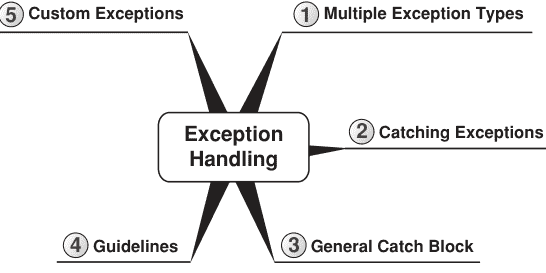 5 Custom Exceptions
1 Multiple Exception Types
2 Catching Exceptions
Exception
Handling
4 Guidelines
3 General Catch Block